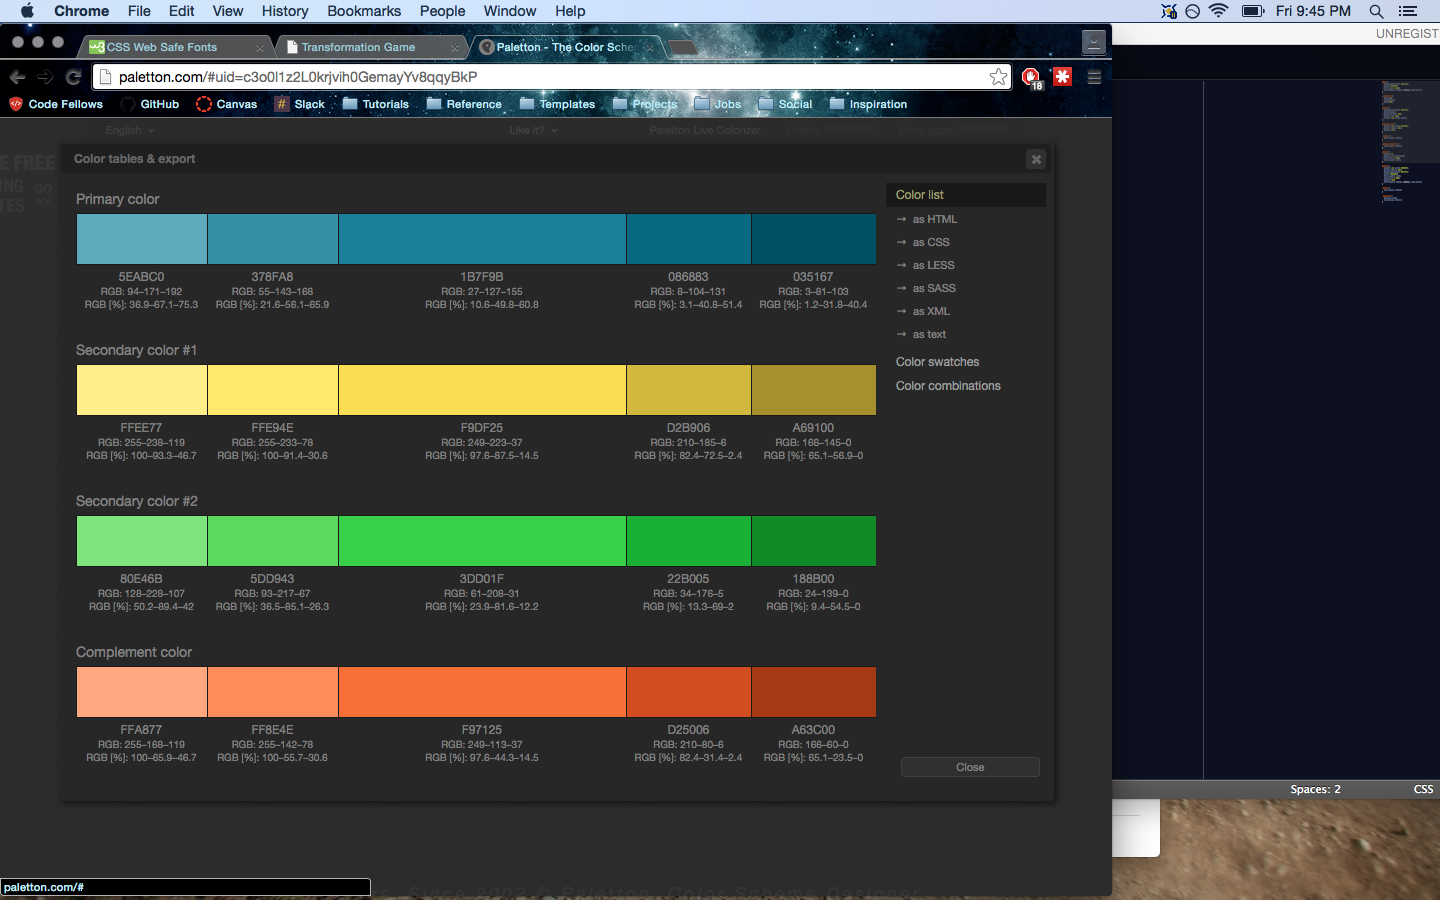 Chrome File Edit View History Bookmarks People Window Help Fri 9:45 PM
UNREGIST
CSS Web Safe Fonts Transformation Game Paletton - The Color Sche
paletton.com/#uid=c3o0l1z2L0krjvih0GemayYv8qqyBkP
18
Code Fellows GitHub Canvas # Slack Tutorials Reference Templates Projects Jobs Social Inspiration
English Like it? Paletton Live Colorizer
E FREE
ING GO
TES >>
Color tables & export
Primary color
5EABC0 378FA8 1B7F9B 086883 035167
RGB: 94–171–192 RGB: 55–143–168 RGB: 27–127–155 RGB: 8–104–131 RGB: 3–81–103
RGB [%]: 36.9–67.1–75.3 RGB [%]: 21.6–56.1–65.9 RGB [%]: 10.6–49.8–60.8 RGB [%]: 3.1–40.8–51.4 RGB [%]: 1.2–31.8–40.4
Secondary color #1
FFEE77 FFE94E F9DF25 D2B906 A69100
RGB: 255–238–119 RGB: 255–233–78 RGB: 249–223–37 RGB: 210–185–6 RGB: 166–145–0
RGB [%]: 100–93.3–46.7 RGB [%]: 100–91.4–30.6 RGB [%]: 97.6–87.5–14.5 RGB [%]: 82.4–72.5–2.4 RGB [%]: 65.1–56.9–0
Secondary color #2
80E46B 5DD943 3DD01F 22B005 188B00
RGB: 128–228–107 RGB: 93–217–67 RGB: 61–208–31 RGB: 34–176–5 RGB: 24–139–0
RGB [%]: 50.2–89.4–42 RGB [%]: 36.5–85.1–26.3 RGB [%]: 23.9–81.6–12.2 RGB [%]: 13.3–69–2 RGB [%]: 9.4–54.5–0
Complement color
FFA877 FF8E4E F97125 D25006 A63C00
RGB: 255–168–119 RGB: 255–142–78 RGB: 249–113–37 RGB: 210–80–6 RGB: 166–60–0
RGB [%]: 100–65.9–46.7 RGB [%]: 100–55.7–30.6 RGB [%]: 97.6–44.3–14.5 RGB [%]: 82.4–31.4–2.4 RGB [%]: 65.1–23.5–0
Color list
→ as HTML
→ as CSS
→ as LESS
→ as SASS
→ as XML
→ as text
Color swatches
Color combinations
Close
Spaces: 2 CSS
paletton.com/#
rs. Since 2002 © Paletton, Color Scheme Designer